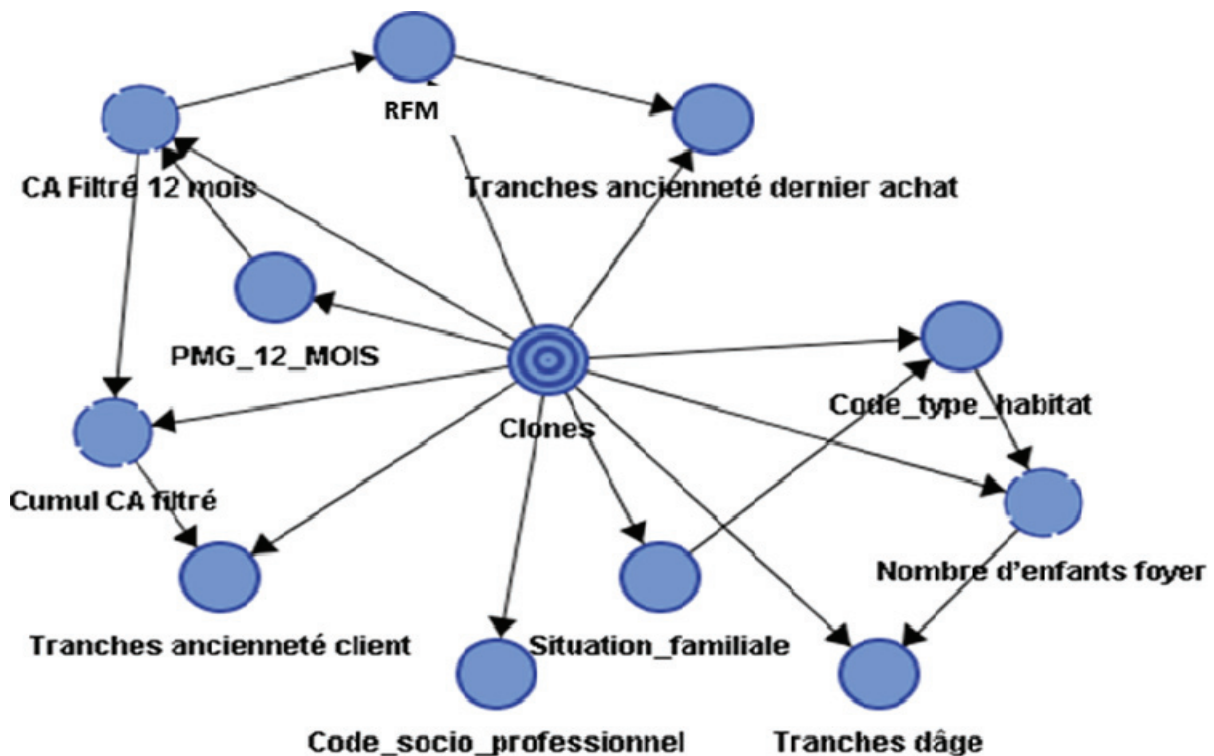 RFM
CA Filtré 12 mois
Tranches ancienneté dernier achat
PMG_12_MOIS
Code_type_habitat
Clones
Cumul CA filtré
Nombre d'enfants foyer
Tranches ancienneté client
Situation_familiale
Code_socio_professionnel
Tranches dâge